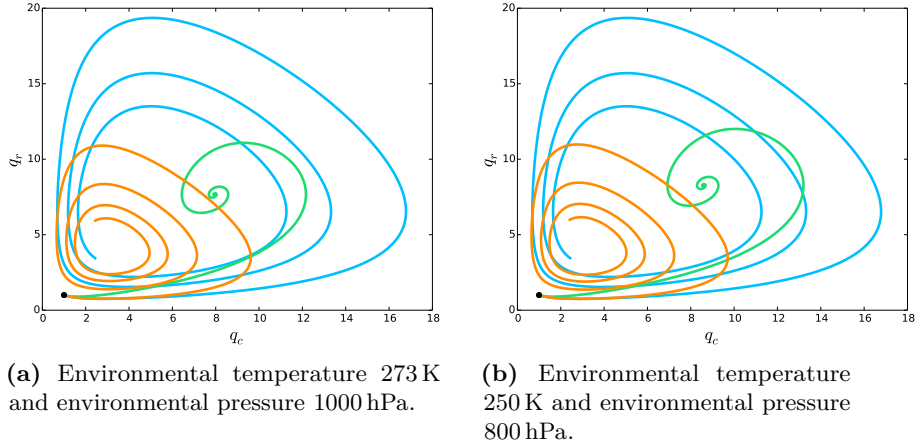 20
15
10
5
0
q_r
0 2 4 6 8 10 12 14 16 18
q_c
20
15
10
5
0
q_r
0 2 4 6 8 10 12 14 16 18
q_c
(a) Environmental temperature 273 K
and environmental pressure 1000 hPa.
(b) Environmental temperature
250 K and environmental pressure
800 hPa.